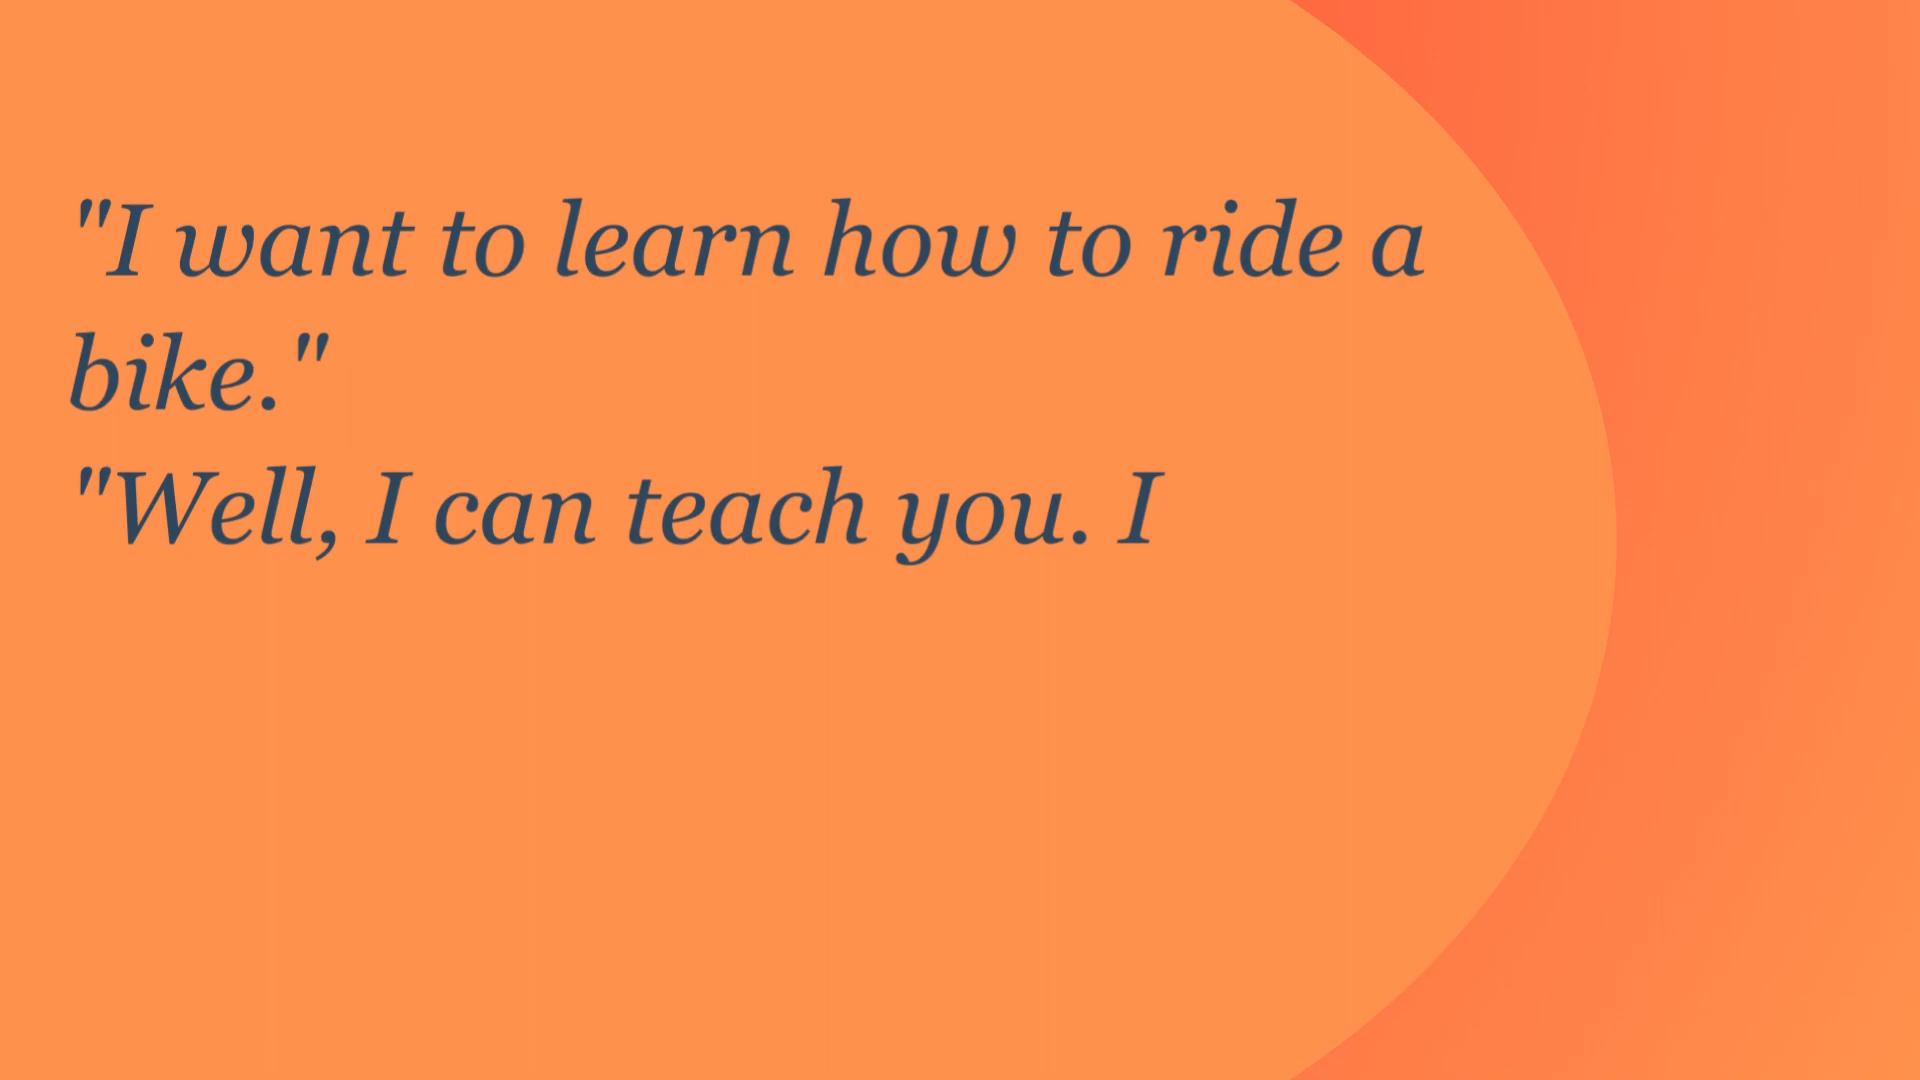 "I want to learn how to ride a
bike."
"Well, I can teach you. I